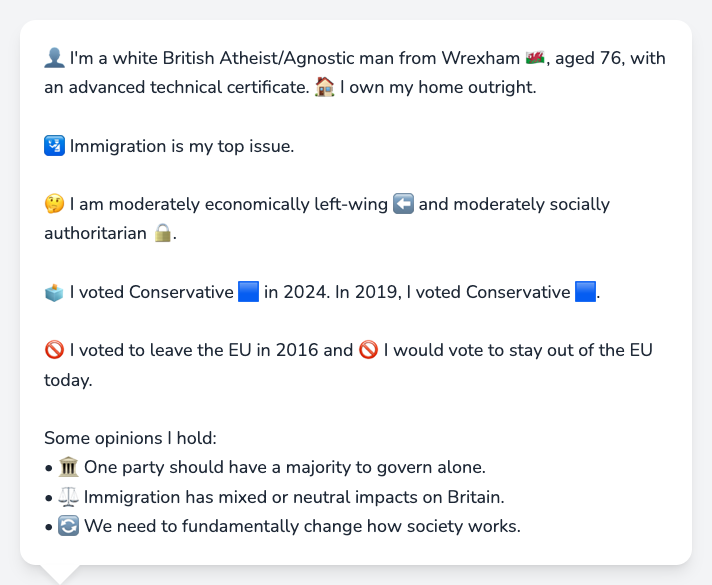 👤 I'm a white British Atheist/Agnostic man from Wrexham 🏴󠁧󠁢󠁷󠁬󠁳󠁿, aged 76, with
an advanced technical certificate. 🏠 I own my home outright.
🛂 Immigration is my top issue.
🤔 I am moderately economically left-wing ⬅️ and moderately socially
authoritarian 🔒.
🗳️ I voted Conservative 🟦 in 2024. In 2019, I voted Conservative 🟦.
🚫 I voted to leave the EU in 2016 and 🚫 I would vote to stay out of the EU
today.
Some opinions I hold:
• 🏛️ One party should have a majority to govern alone.
• ⚖️ Immigration has mixed or neutral impacts on Britain.
• 🔄 We need to fundamentally change how society works.